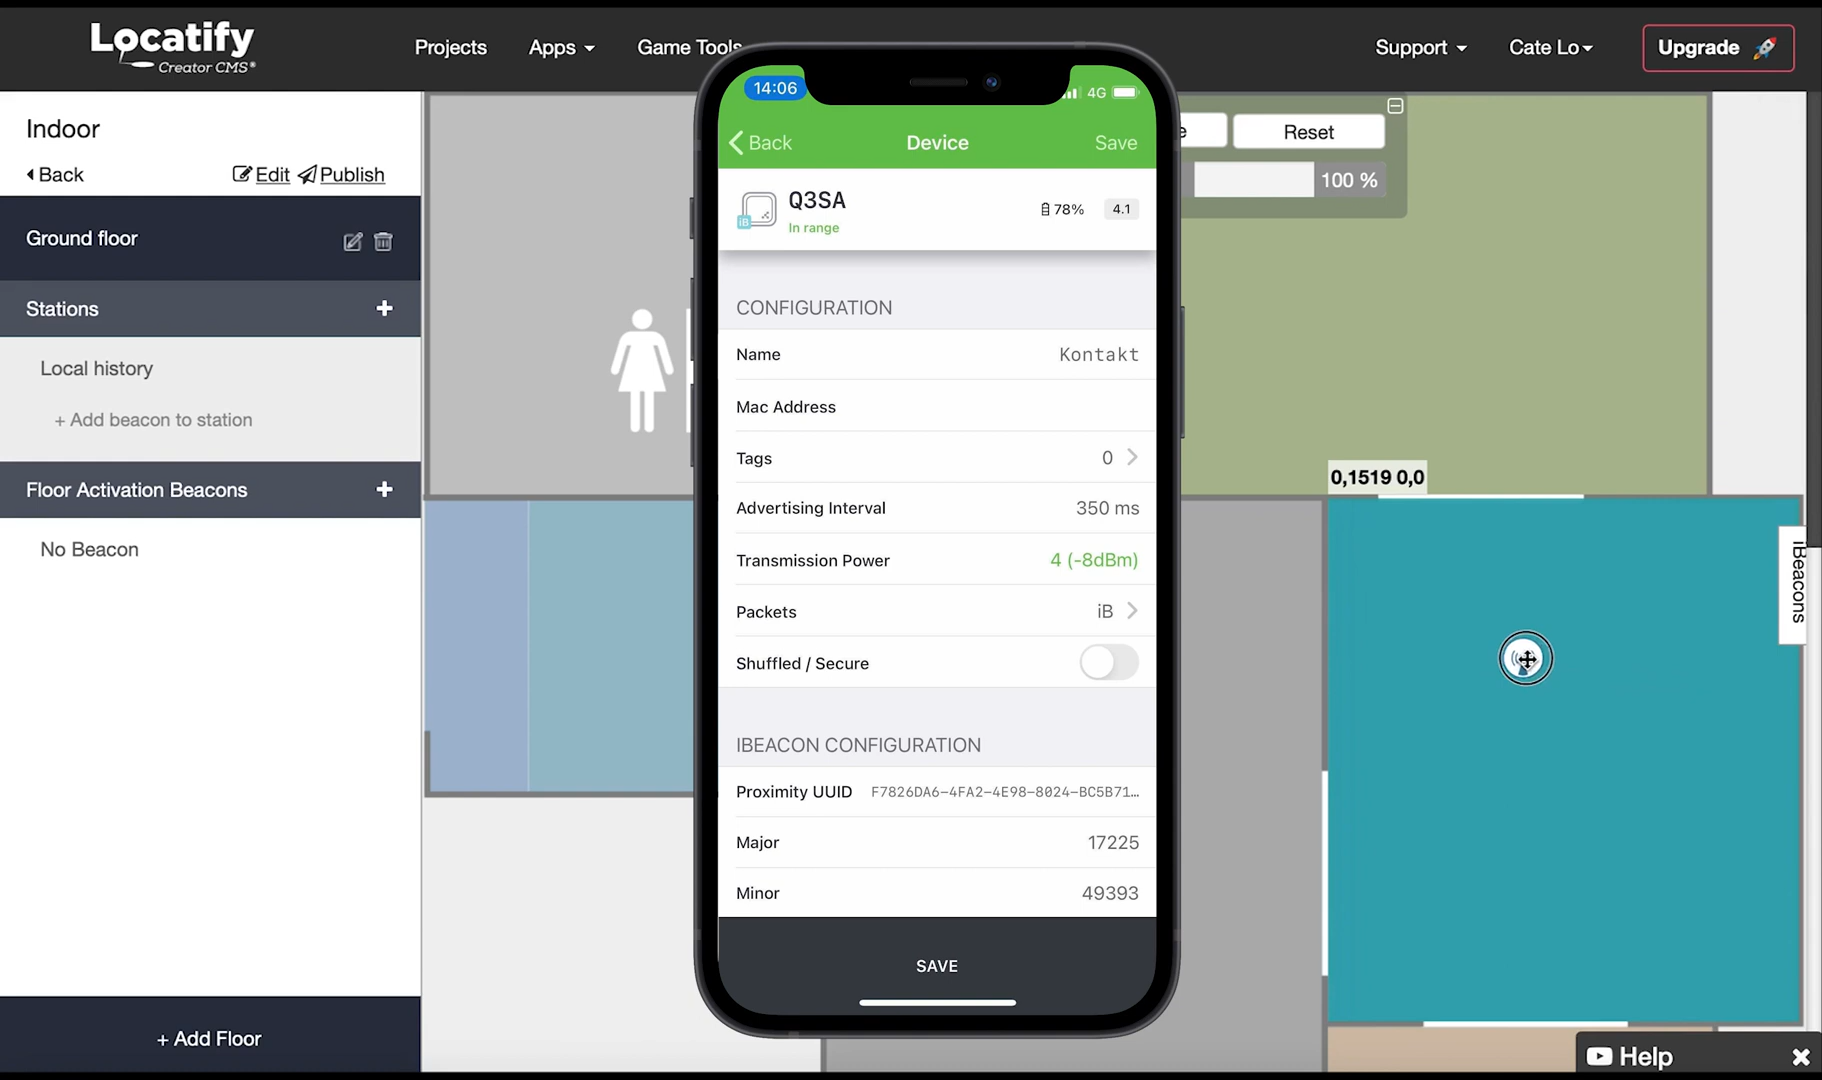 Locatify
Creator CMS®
Projects
Apps
Game Tools
Support
Cate Lo
Upgrade
Indoor
Back
Edit
Publish
Ground floor
Stations
+
Local history
+ Add beacon to station
Floor Activation Beacons
+
No Beacon
+ Add Floor
14:06
4G
Back
Device
Save
iB
Q3SA
In range
78%
4.1
CONFIGURATION
Name
Kontakt
Mac Address
Tags
0
Advertising Interval
350 ms
Transmission Power
4 (-8dBm)
Packets
iB
Shuffled / Secure
IBEACON CONFIGURATION
Proximity UUID
F7826DA6-4FA2-4E98-8024-BC5B71…
Major
17225
Minor
49393
SAVE
e
Reset
100 %
0,1519 0,0
iBeacons
Help